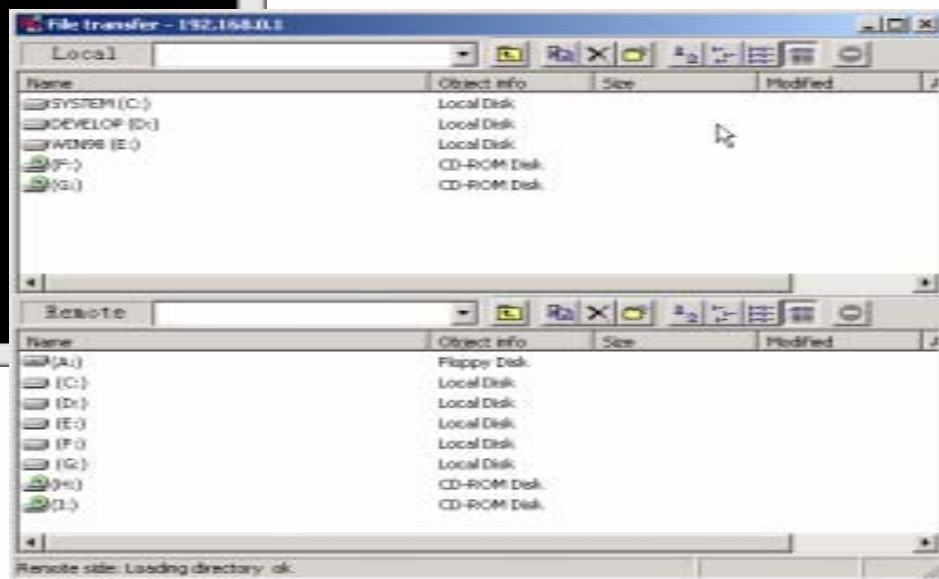 File transfer - 192.168.0.1
Local
Name Object info Size Modified
SYSTEM (C:) Local Disk
DEVELOP (D:) Local Disk
WIN98 (E:) Local Disk
(F:) CD-ROM Disk
(G:) CD-ROM Disk
Remote
Name Object info Size Modified
(A:) Floppy Disk
(C:) Local Disk
(D:) Local Disk
(E:) Local Disk
(F:) Local Disk
(G:) Local Disk
(H:) CD-ROM Disk
(I:) CD-ROM Disk
Remote side: Loading directory ok